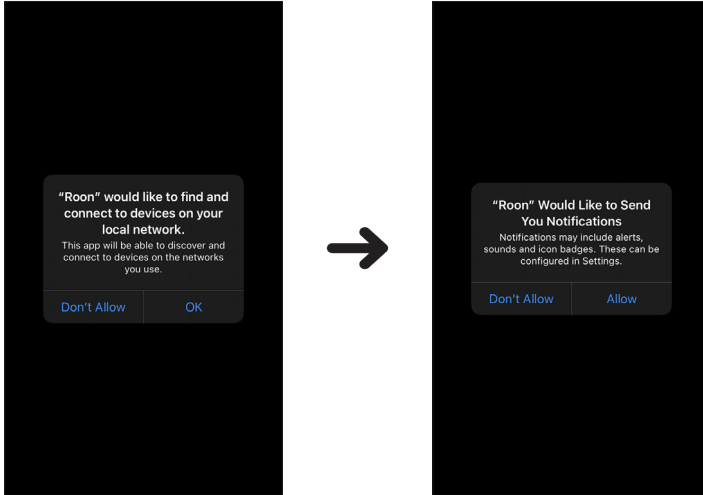 “Roon” would like to find and
connect to devices on your
local network.
This app will be able to discover and
connect to devices on the networks
you use.
Don’t Allow
OK
“Roon” Would Like to Send
You Notifications
Notifications may include alerts,
sounds and icon badges. These can be
configured in Settings.
Don’t Allow
Allow